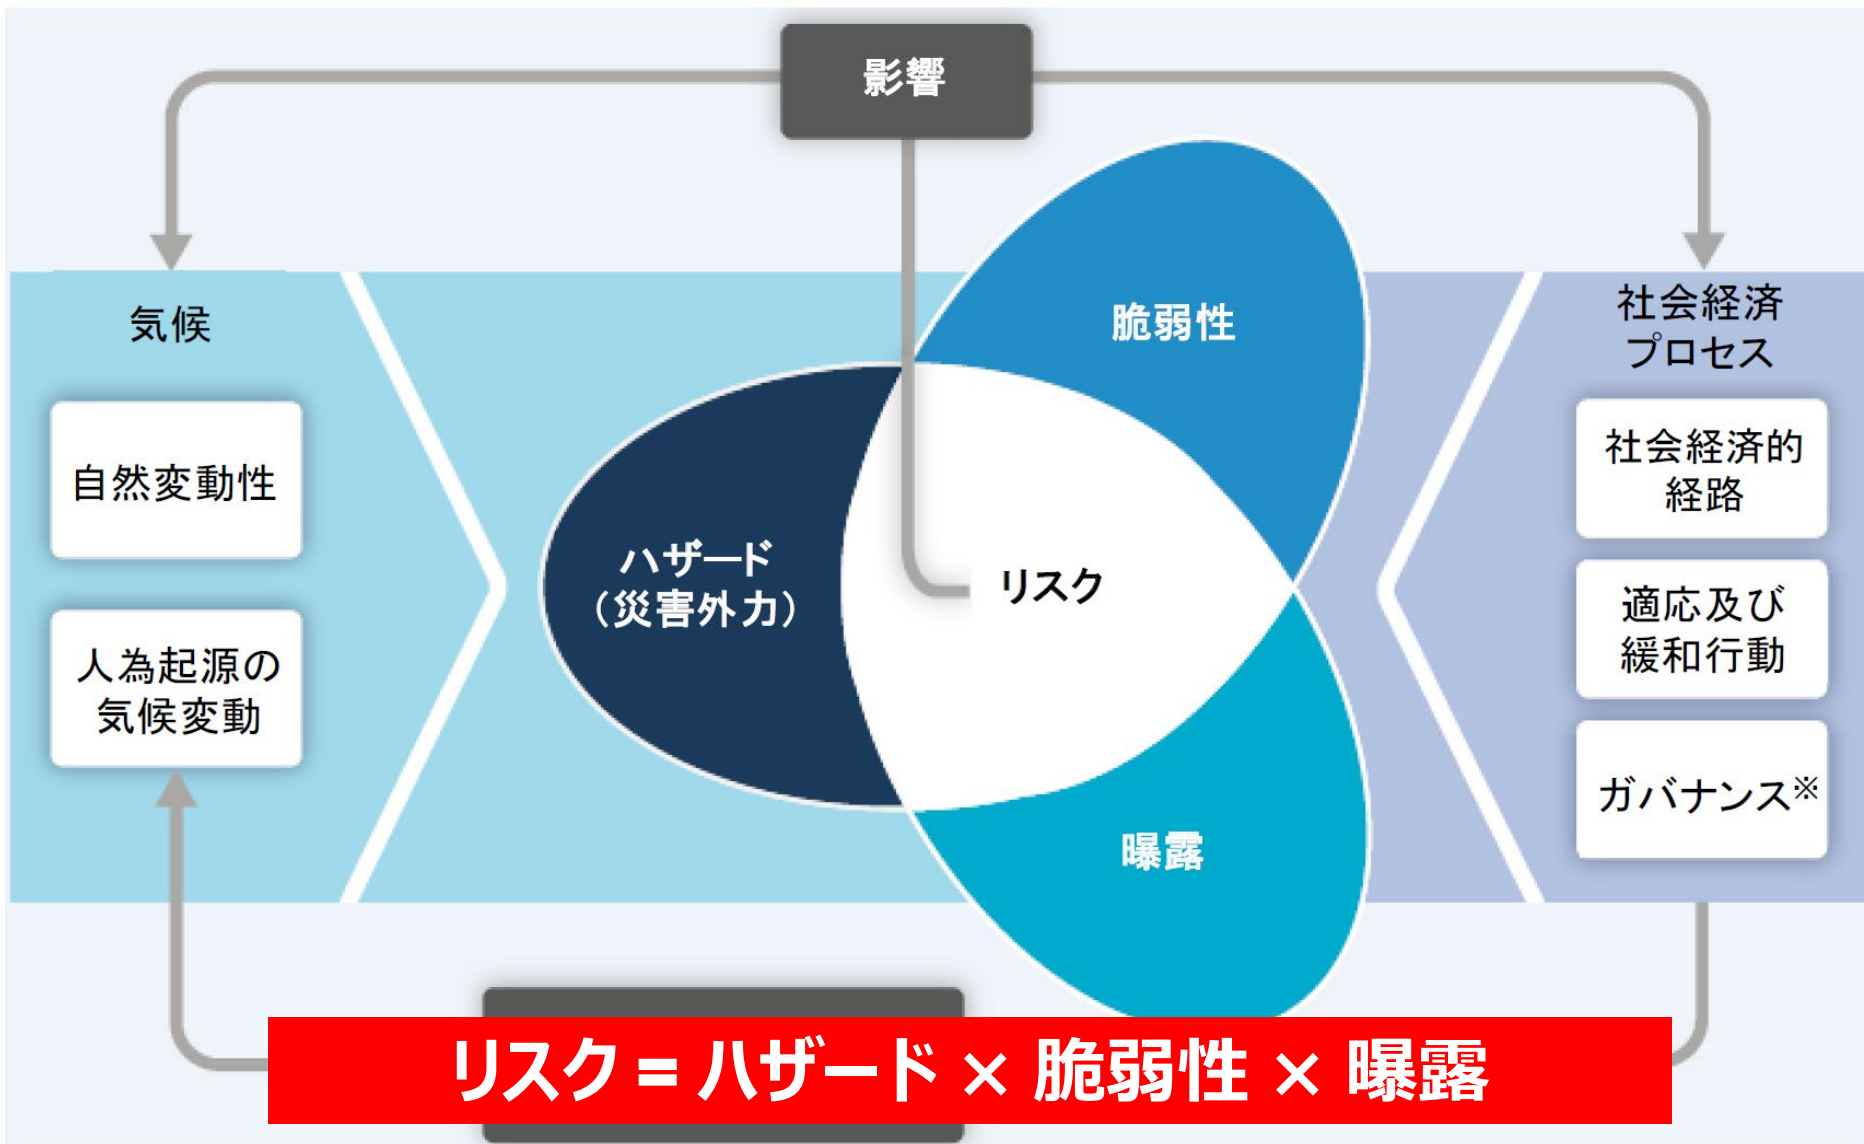 影響
気候
自然変動性
人為起源の
気候変動
脆弱性
ハザード
（災害外力）
リスク
曝露
社会経済
プロセス
社会経済的
経路
適応及び
緩和行動
ガバナンス※
リスク = ハザード × 脆弱性 × 曝露